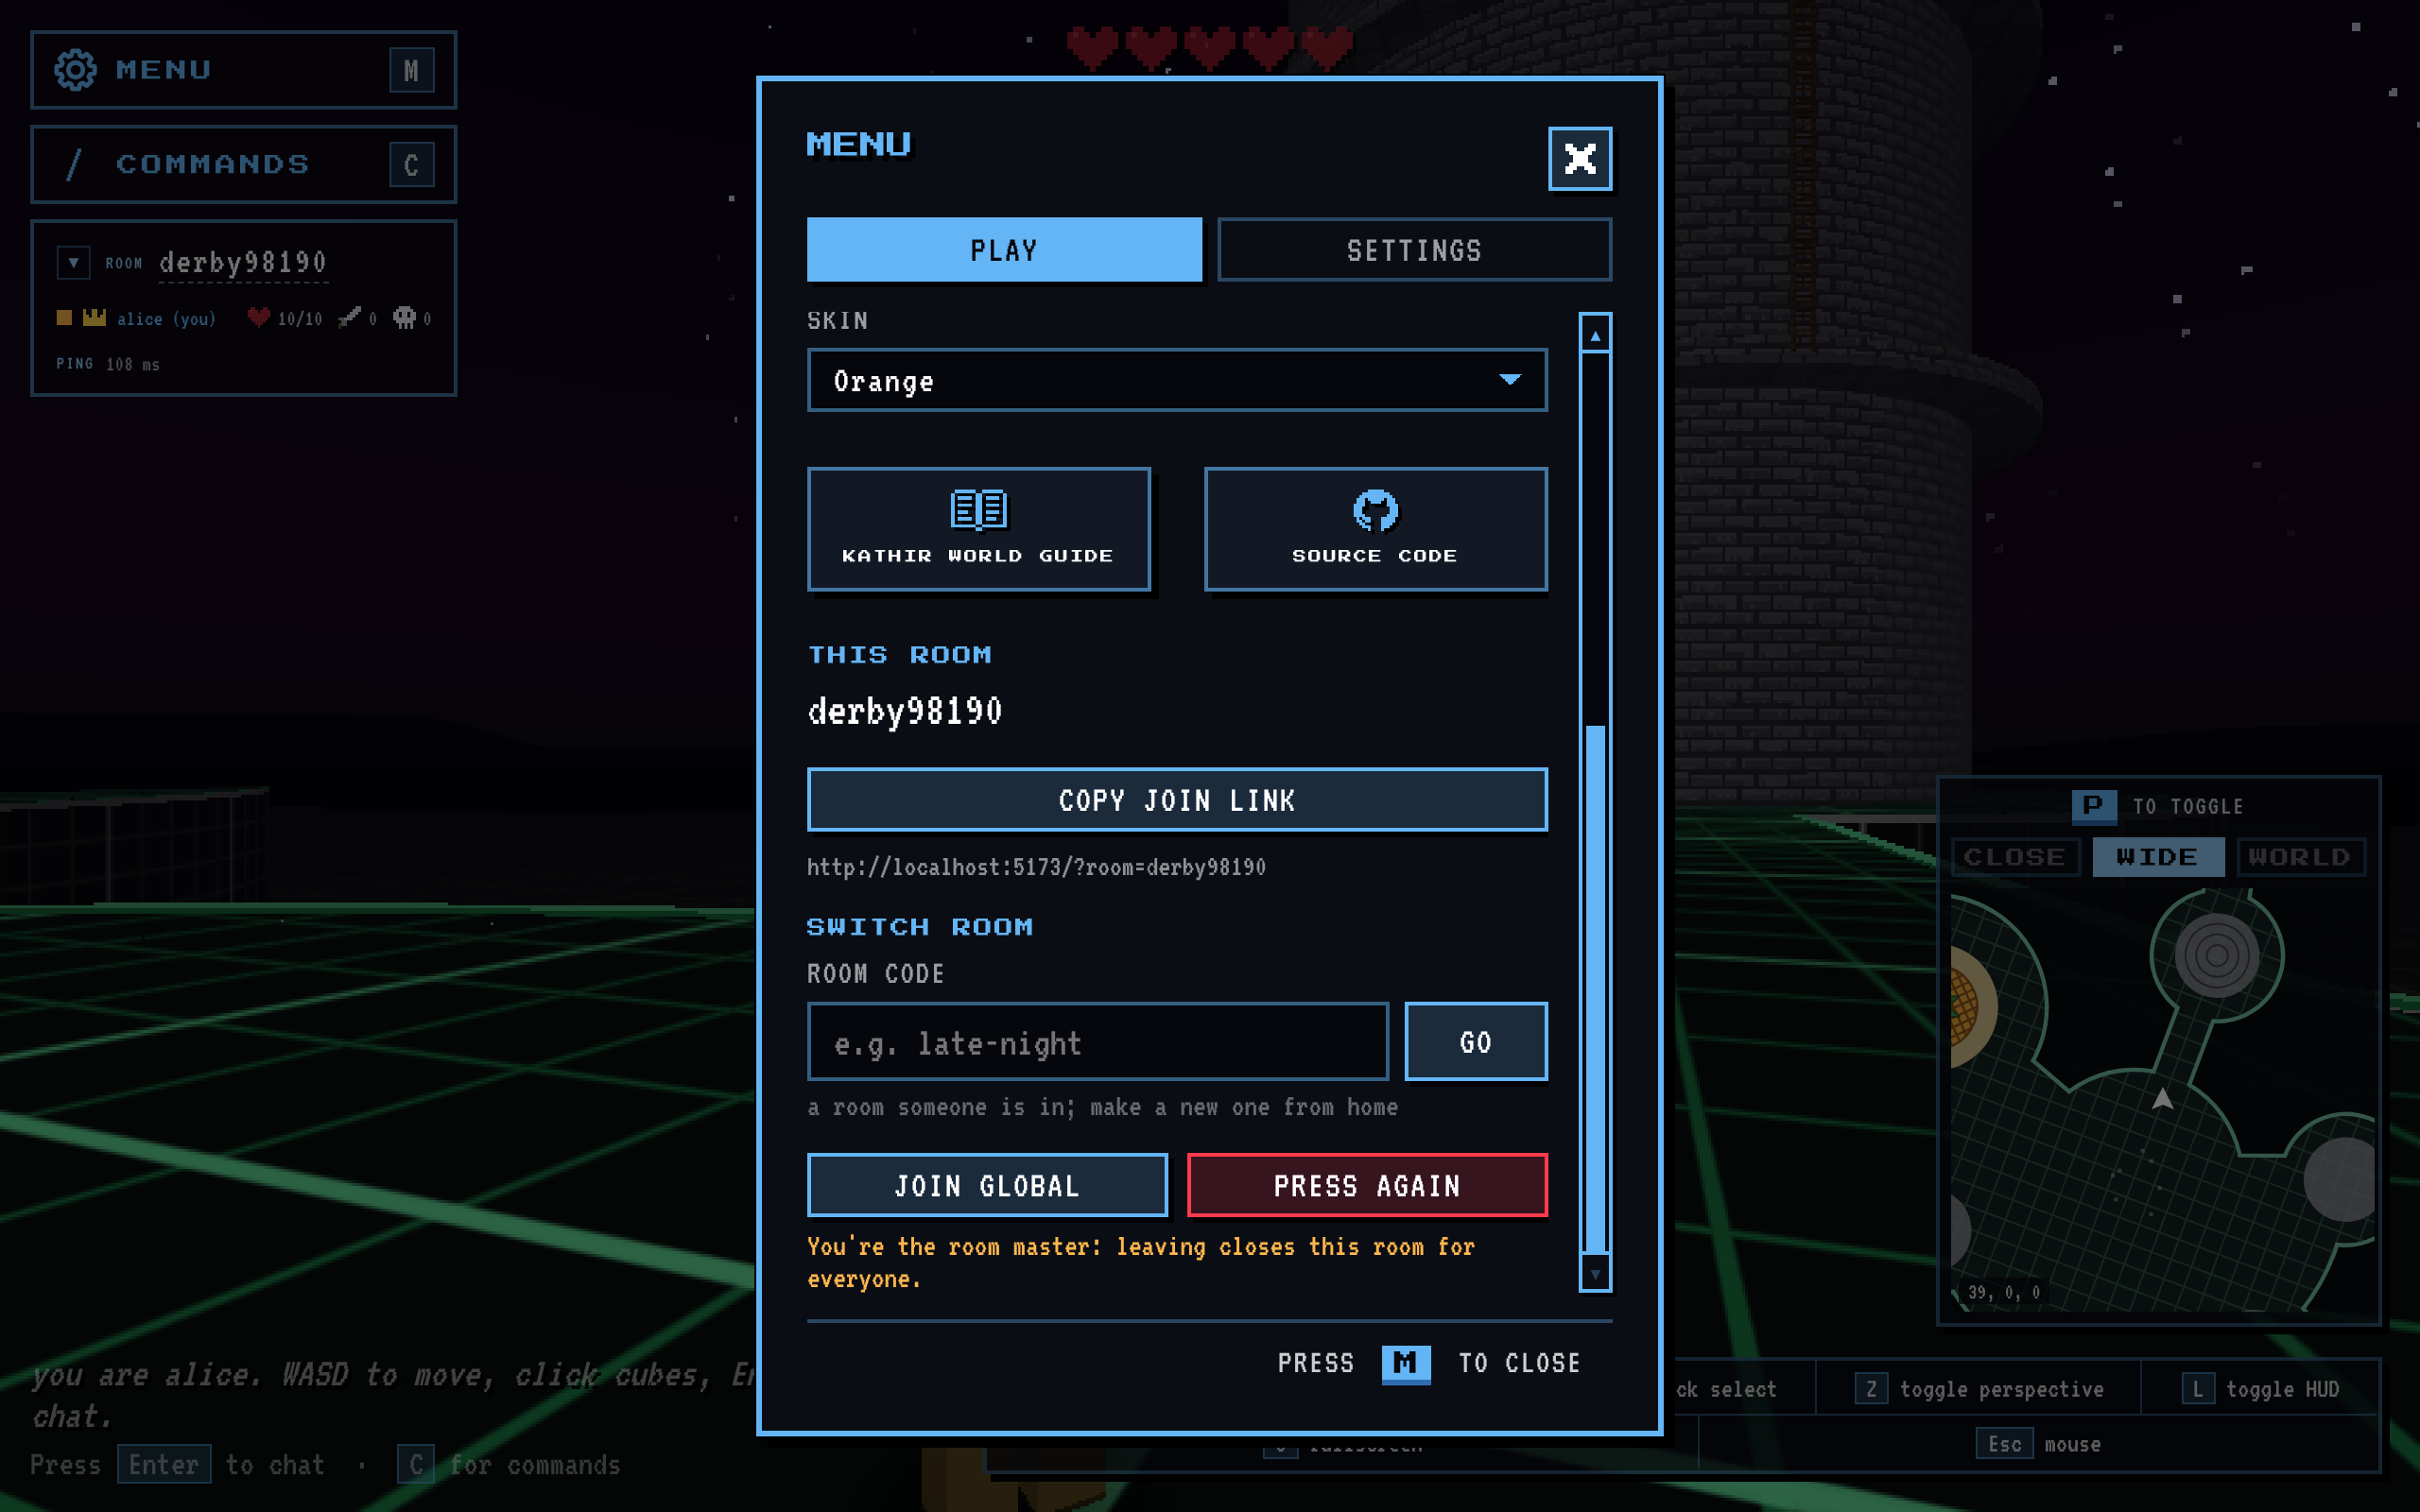 MENU M
/ COMMANDS C
▼ ROOM derby98190
alice (you) 10/10 0 0
PING 108 ms
MENU
PLAY SETTINGS
SKIN
Orange
KATHIR WORLD GUIDE SOURCE CODE
THIS ROOM
derby98190
COPY JOIN LINK
http://localhost:5173/?room=derby98190
SWITCH ROOM
ROOM CODE
e.g. late-night GO
a room someone is in; make a new one from home
JOIN GLOBAL PRESS AGAIN
You're the room master: leaving closes this room for
everyone.
PRESS M TO CLOSE
P TO TOGGLE
CLOSE WIDE WORLD
39, 0, 0
you are alice. WASD to move, click cubes,
chat.
Press Enter to chat · C for commands
select Z toggle perspective L toggle HUD
Esc mouse